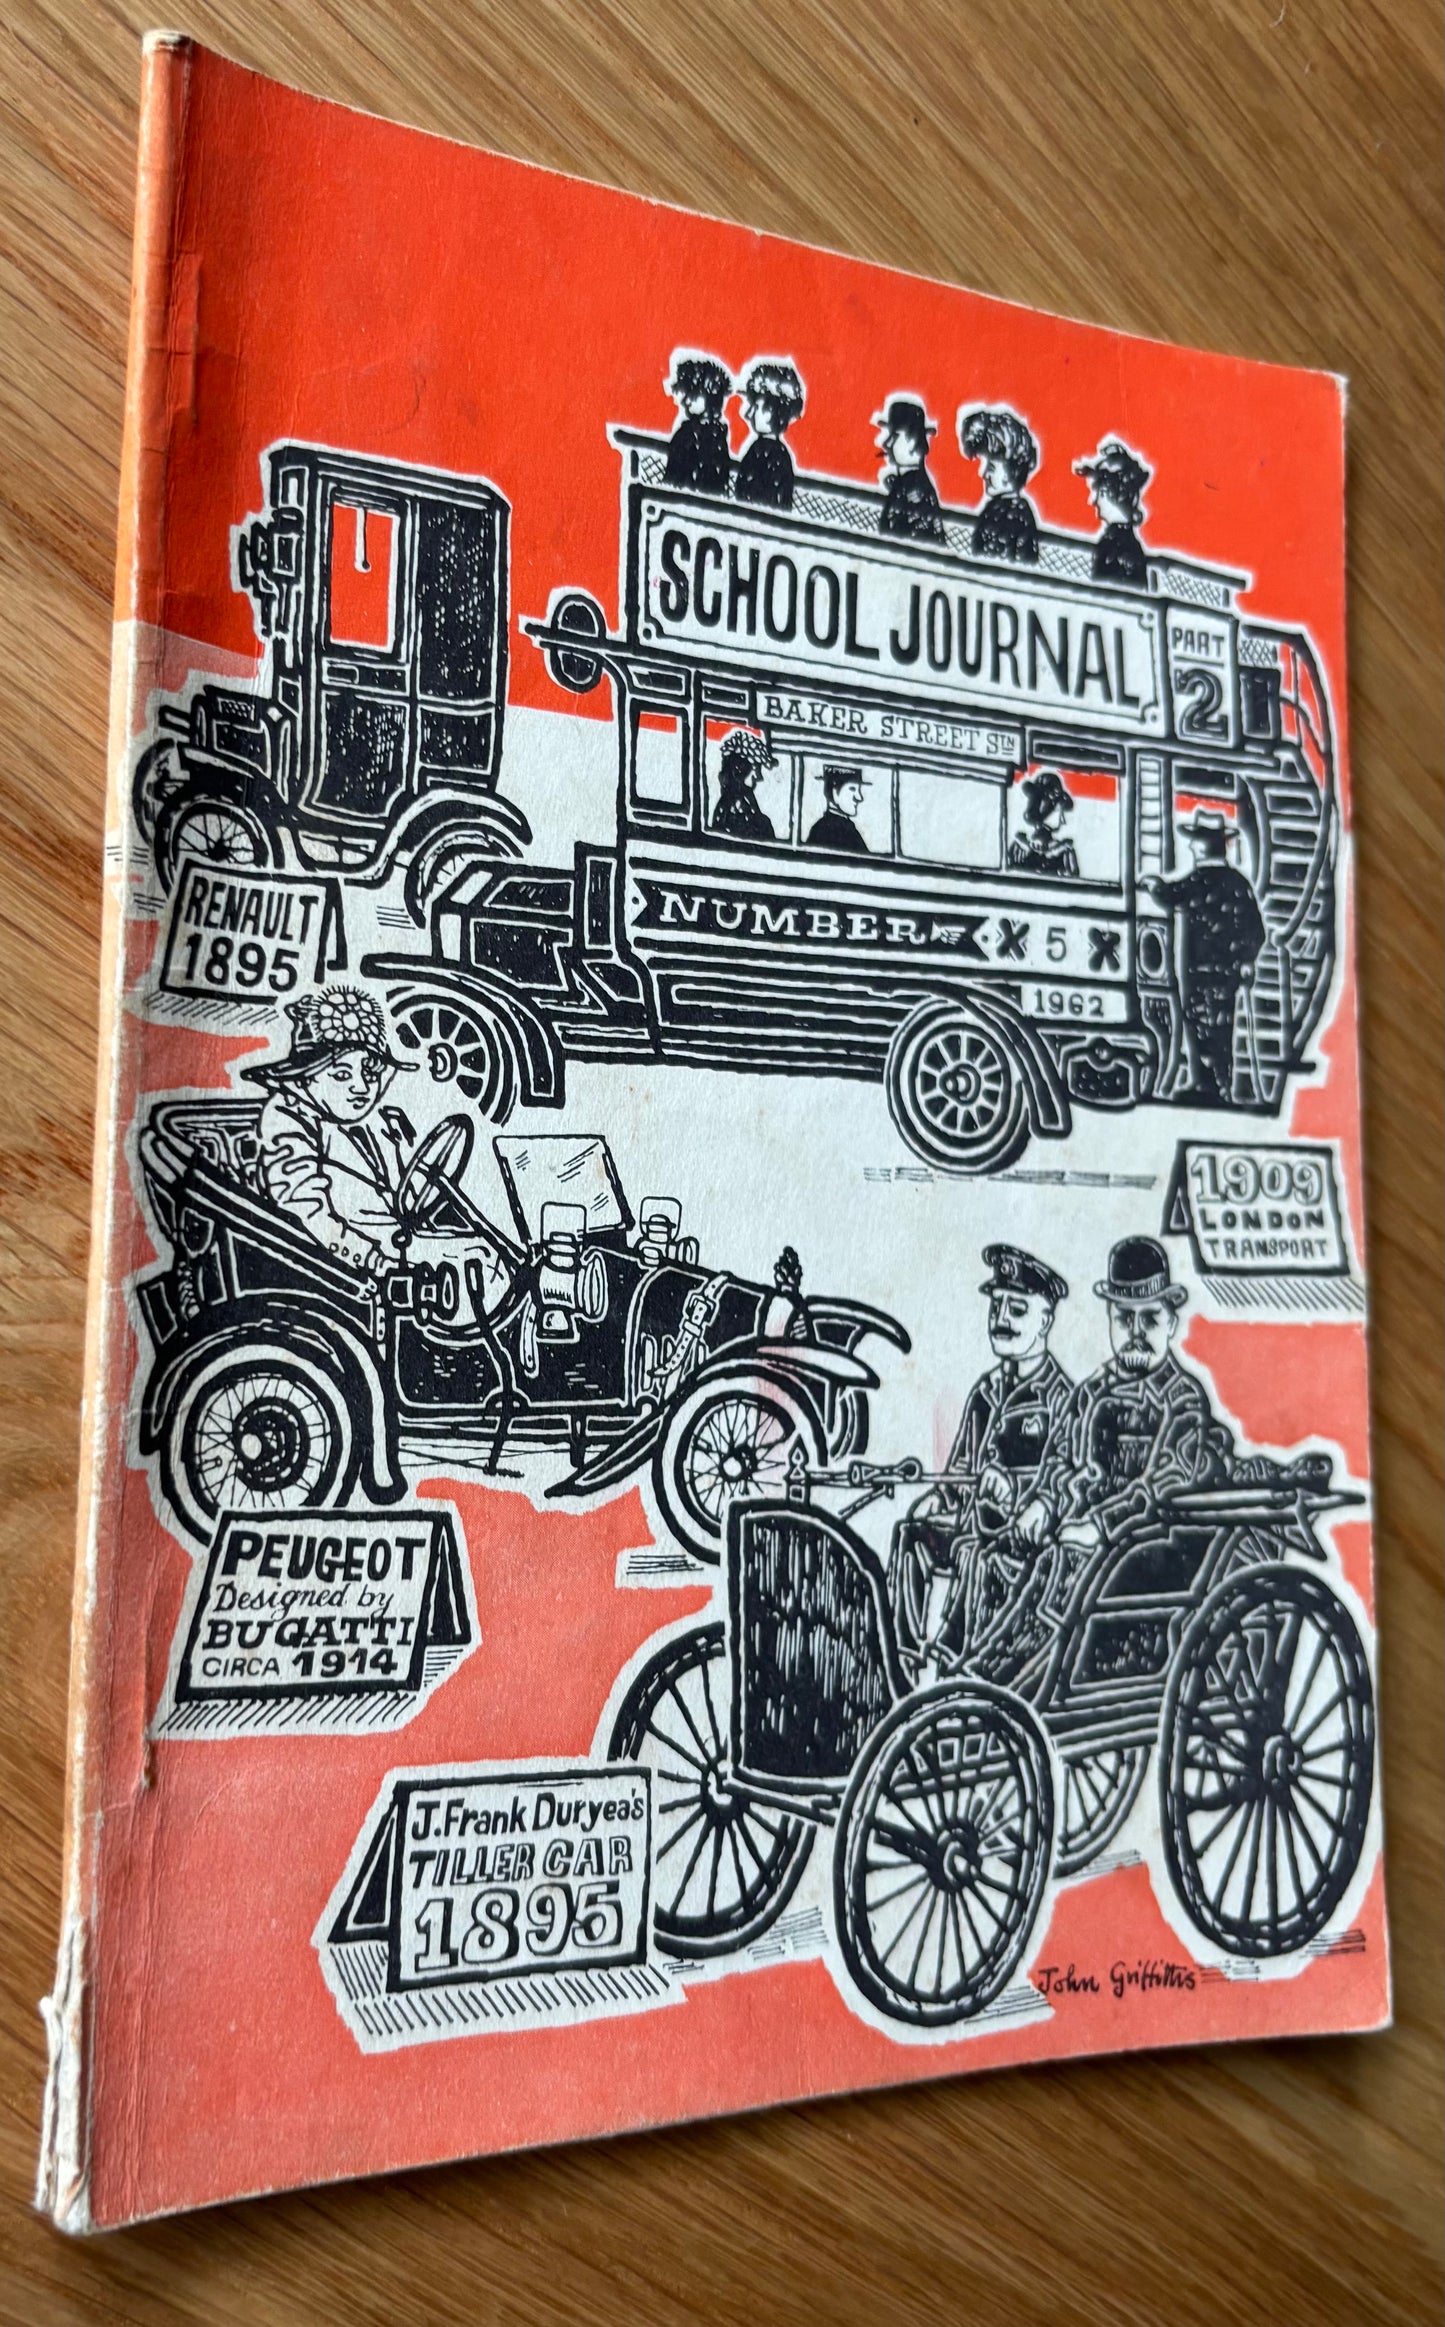 SCHOOL JOURNAL
PART
2
BAKER STREET STN
NUMBER
5
1962
RENAULT
1895
1909
LONDON
TRANSPORT
PEUGEOT
Designed by
BUGATTI
CIRCA 1914
J. Frank Duryea's
TILLER CAR
1895
John Griffiths